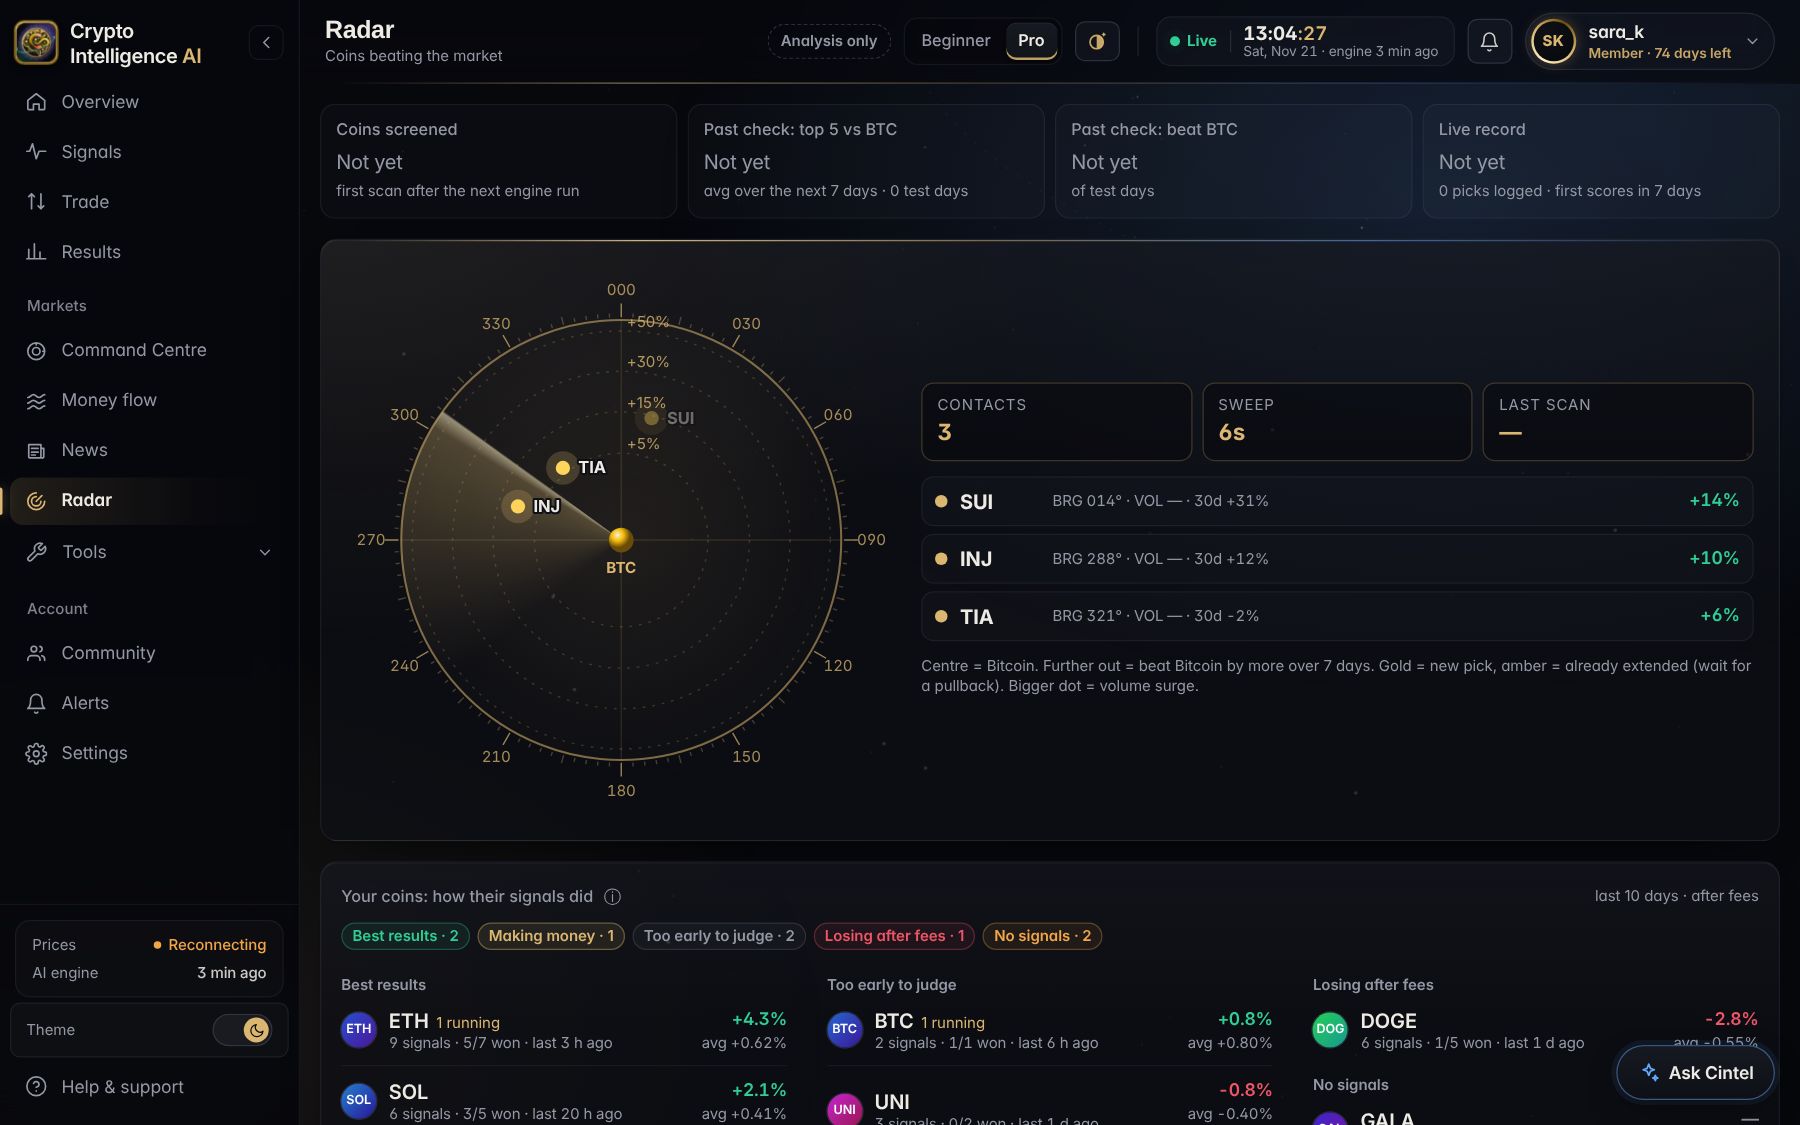 Crypto
Intelligence AI
Overview
Signals
Trade
Results
Markets
Command Centre
Money flow
News
Radar
Tools
Account
Community
Alerts
Settings
Prices
Reconnecting
AI engine
3 min ago
Theme
Help & support
Radar
Coins beating the market
Analysis only
Beginner
Pro
Live
13:04:27
Sat, Nov 21 · engine 3 min ago
SK
sara_k
Member · 74 days left
Coins screened
Not yet
first scan after the next engine run
Past check: top 5 vs BTC
Not yet
avg over the next 7 days · 0 test days
Past check: beat BTC
Not yet
of test days
Live record
Not yet
0 picks logged · first scores in 7 days
000
330
+50%
030
+30%
300
+15%
SUI
060
+5%
TIA
INJ
270
090
BTC
240
120
210
150
180
CONTACTS
3
SWEEP
6s
LAST SCAN
—
SUI
BRG 014° · VOL — · 30d +31%
+14%
INJ
BRG 288° · VOL — · 30d +12%
+10%
TIA
BRG 321° · VOL — · 30d -2%
+6%
Centre = Bitcoin. Further out = beat Bitcoin by more over 7 days. Gold = new pick, amber = already extended (wait for
a pullback). Bigger dot = volume surge.
Your coins: how their signals did
last 10 days · after fees
Best results · 2
Making money · 1
Too early to judge · 2
Losing after fees · 1
No signals · 2
Best results
ETH
ETH 1 running
+4.3%
9 signals · 5/7 won · last 3 h ago
avg +0.62%
SOL
SOL
+2.1%
6 signals · 3/5 won · last 20 h ago
avg +0.41%
Too early to judge
BTC
BTC 1 running
+0.8%
2 signals · 1/1 won · last 6 h ago
avg +0.80%
UNI
UNI
-0.8%
3 signals · 0/2 won · last 1 d ago
avg -0.40%
Losing after fees
DOG
DOGE
-2.8%
6 signals · 1/5 won · last 1 d ago
avg -0.55%
No signals
GALA
—
Ask Cintel